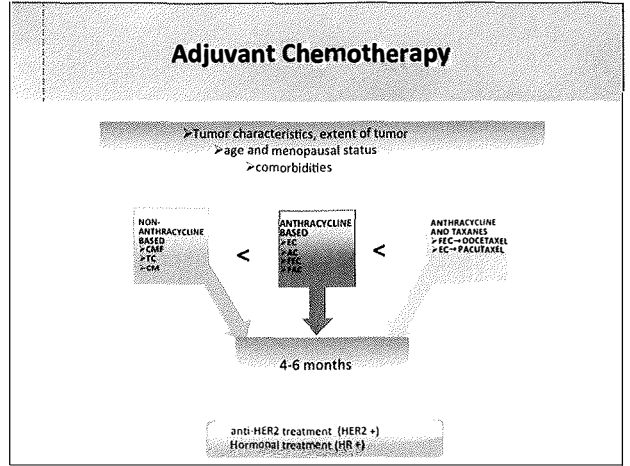 Adjuvant Chemotherapy
➢Tumor characteristics, extent of tumor
➢age and menopausal status
➢comorbidities
NON-
ANTHRACYCLINE
BASED
➢CMF
➢TC
➢CM
<
ANTHRACYCLINE
BASED
➢EC
➢AC
➢FEC
➢FAC
<
ANTHRACYCLINE
AND TAXANES
➢FEC→DOCETAXEL
➢EC→PACLITAXEL
4-6 months
anti-HER2 treatment (HER2 +)
Hormonal treatment (HR +)